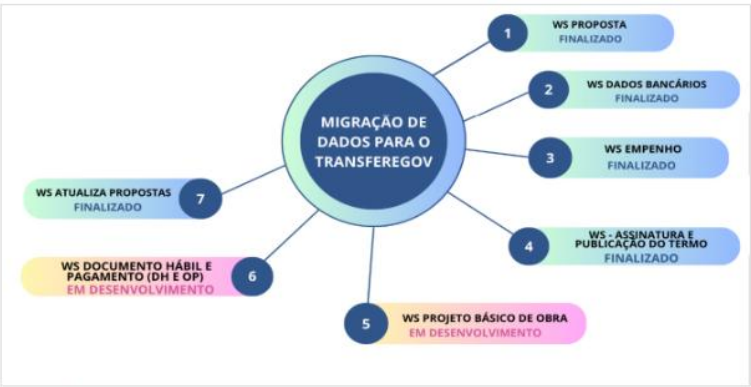 MIGRAÇÃO DE
DADOS PARA O
TRANSFEREGOV
1
WS PROPOSTA
FINALIZADO
2
WS DADOS BANCÁRIOS
FINALIZADO
3
WS EMPENHO
FINALIZADO
4
WS - ASSINATURA E
PUBLICAÇÃO DO TERMO
FINALIZADO
5
WS PROJETO BÁSICO DE OBRA
EM DESENVOLVIMENTO
6
WS DOCUMENTO HÁBIL E
PAGAMENTO (DH E OP)
EM DESENVOLVIMENTO
7
WS ATUALIZA PROPOSTAS
FINALIZADO